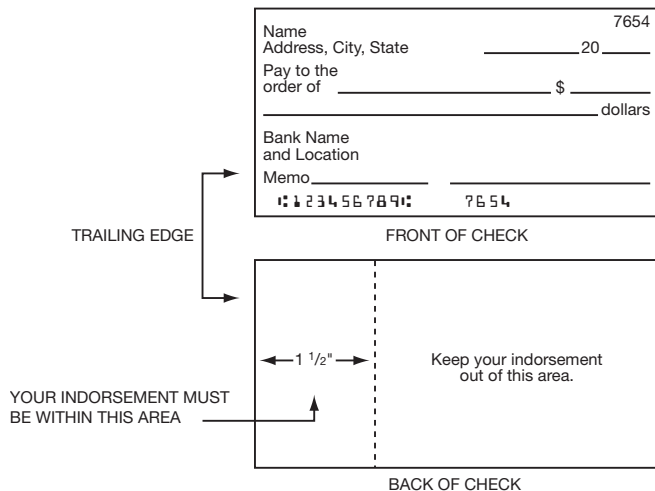 7654
Name
Address, City, State 20
Pay to the
order of $
dollars
Bank Name
and Location
Memo
⑆123456789⑆ 7654
TRAILING EDGE
FRONT OF CHECK
1 1/2"
Keep your indorsement
out of this area.
YOUR INDORSEMENT MUST
BE WITHIN THIS AREA
BACK OF CHECK